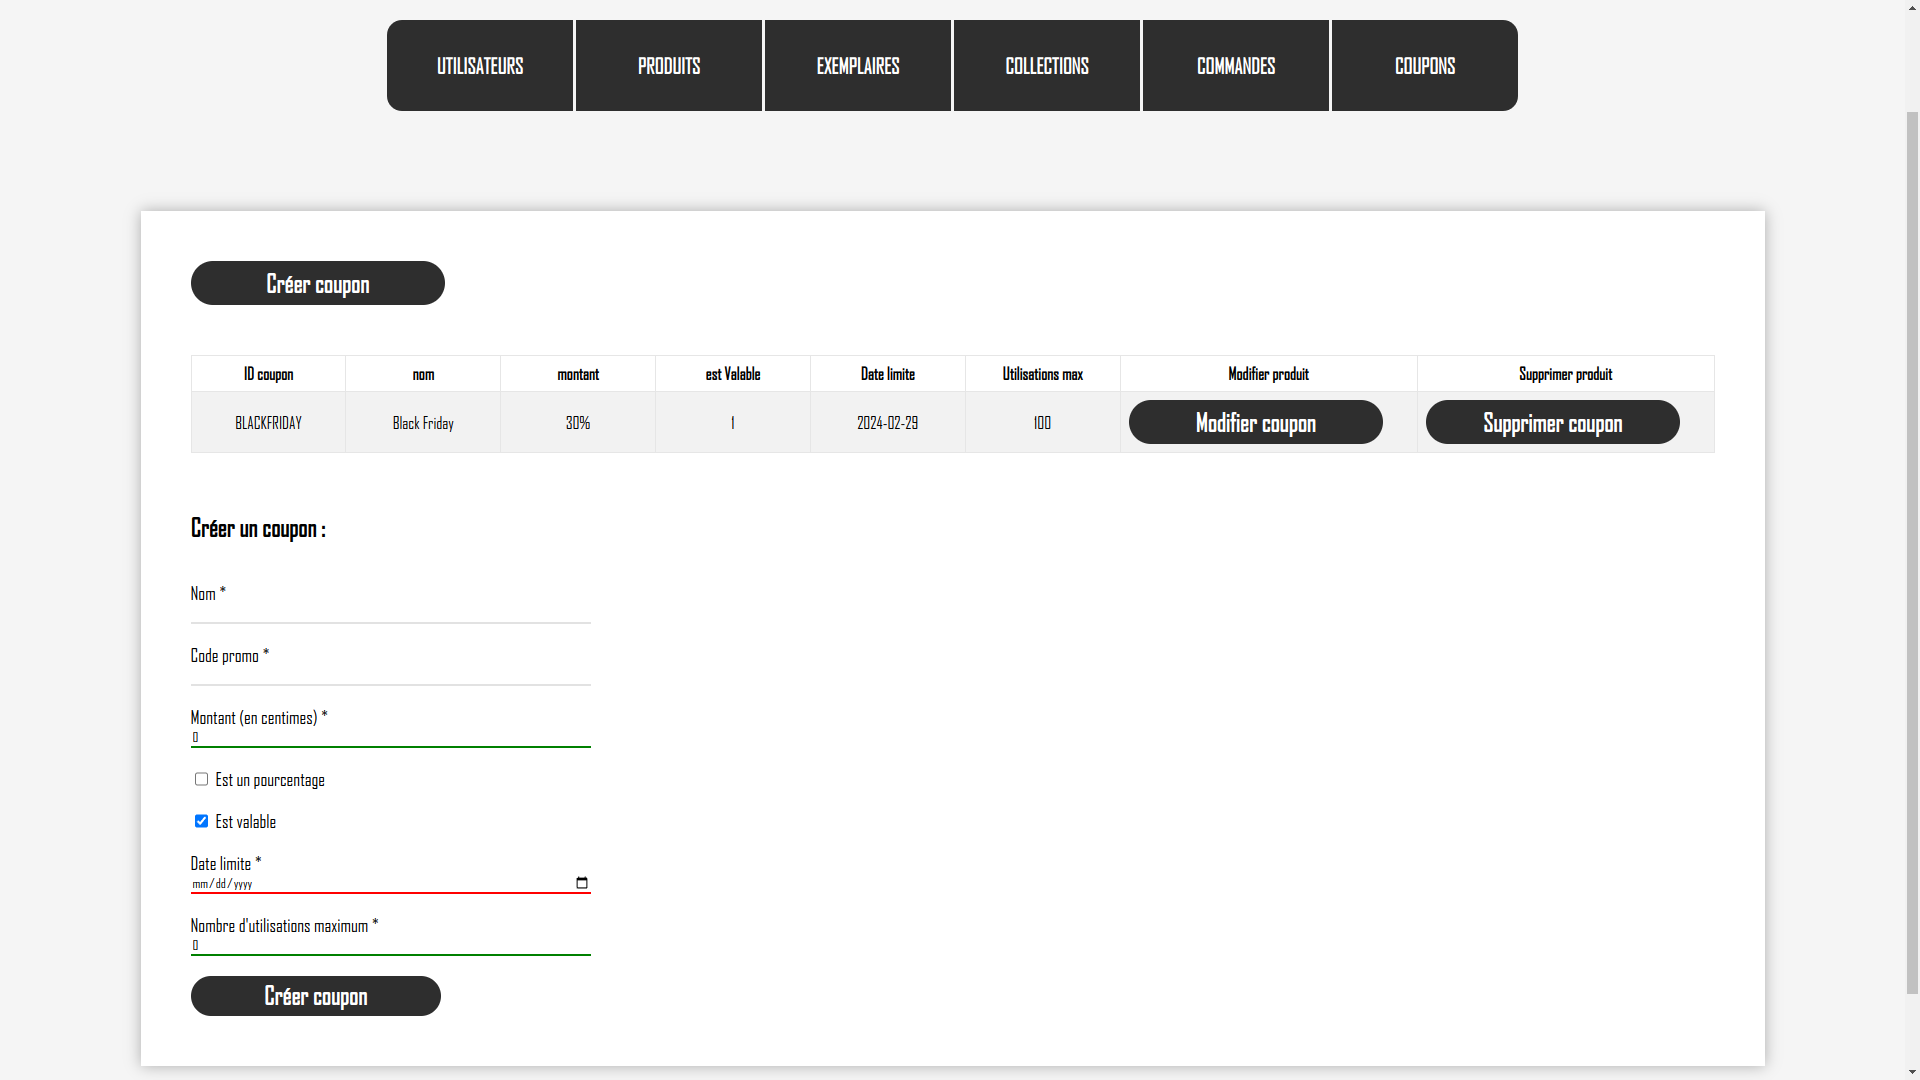 UTILISATEURS PRODUITS EXEMPLAIRES COLLECTIONS COMMANDES COUPONS
Créer coupon
ID coupon nom montant est Valable Date limite Utilisations max Modifier produit Supprimer produit
BLACKFRIDAY Black Friday 30% 1 2024-02-29 100 Modifier coupon Supprimer coupon
Créer un coupon :
Nom *
Code promo *
Montant (en centimes) *
0
Est un pourcentage
Est valable
Date limite *
mm/dd/yyyy
Nombre d'utilisations maximum *
0
Créer coupon